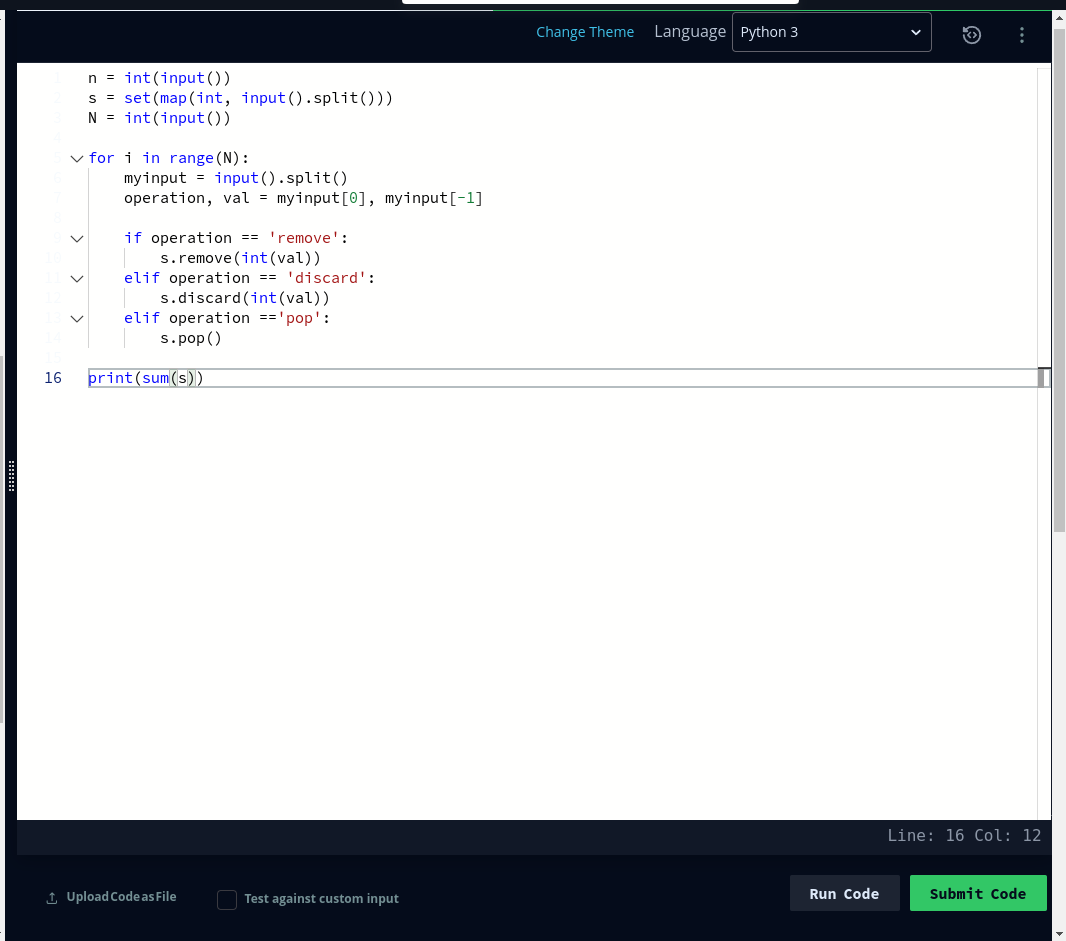 Change Theme Language Python 3
1 n = int(input())
2 s = set(map(int, input().split()))
3 N = int(input())
4
5 for i in range(N):
6     myinput = input().split()
7     operation, val = myinput[0], myinput[-1]
8
9     if operation == 'remove':
10         s.remove(int(val))
11     elif operation == 'discard':
12         s.discard(int(val))
13     elif operation =='pop':
14         s.pop()
15
16 print(sum(s))
Line: 16 Col: 12
Upload Code as File Test against custom input Run Code Submit Code